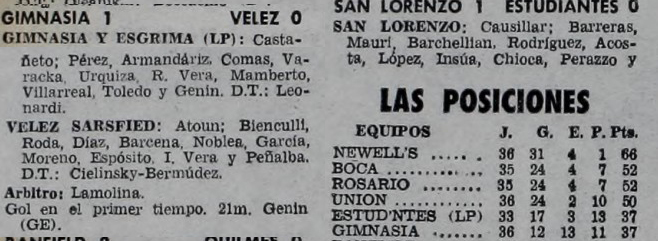 GIMNASIA 1 VELEZ 0
GIMNASIA Y ESGRIMA (LP): Casta-
ñeto; Pérez, Armandáriz, Comas, Va-
racka, Urquiza, R. Vera, Mamberto,
Villarreal, Toledo y Genin. D.T.: Leo-
nardi.
VELEZ SARSFIED: Atoun; Bienculli,
Roda, Díaz, Barcena, Noblea, García,
Moreno, Espósito, I. Vera y Peñalba.
D.T.: Cielinsky-Bermúdez.
Arbitro: Lamolina.
Gol en el primer tiempo. 21m. Genin
(GE).
BANFIELD QUILMES 0
SAN LORENZO 1 ESTUDIANTES 0
SAN LORENZO: Causillar; Barreras,
Mauri, Barchellian, Rodríguez, Acos-
ta, López, Insúa, Chioca, Perazzo y
LAS POSICIONES
EQUIPOS J. G. E. P. Pts.
NEWELL'S ...... 36 31 4 1 66
BOCA .......... 35 24 4 7 52
ROSARIO ....... 35 24 4 7 52
UNION ......... 36 24 2 10 50
ESTUD'NTES (LP) 33 17 3 13 37
GIMNASIA ...... 36 12 13 11 37